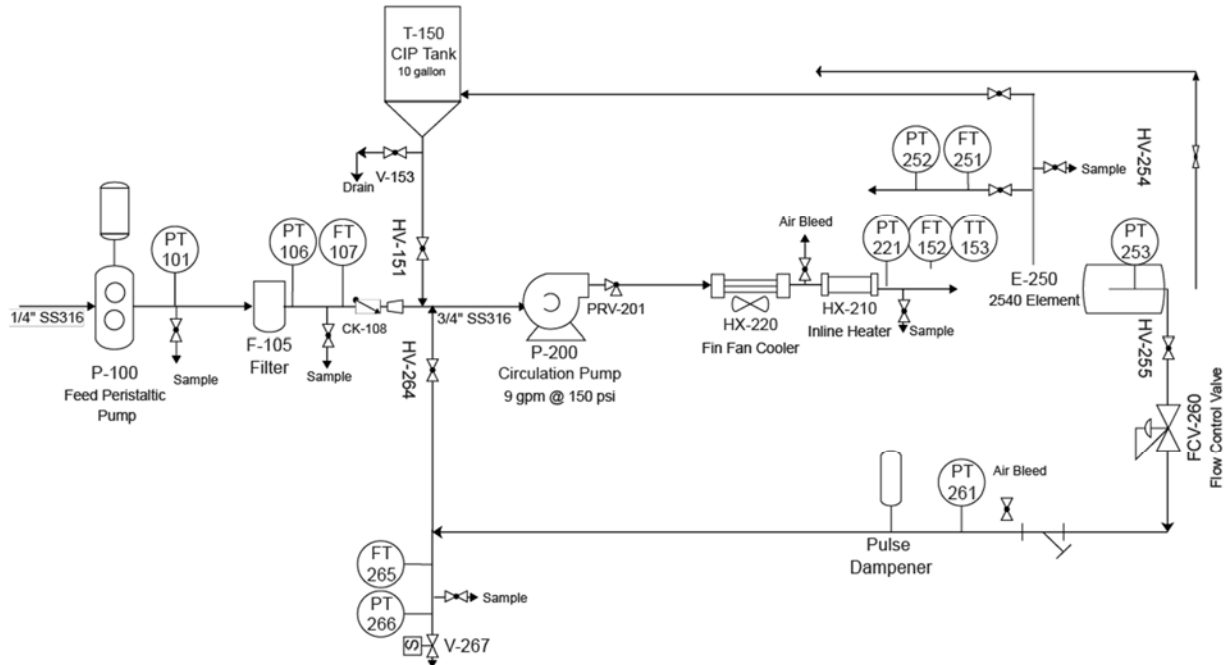 T-150
CIP Tank
10 gallon
V-153
Drain
HV-151
PT
252
FT
251
Sample
HV-254
PT
101
PT
106
FT
107
Air Bleed
PT
221
FT
152
TT
153
PT
253
E-250
2540 Element
1/4" SS316
CK-108
3/4" SS316
PRV-201
HX-220
Fin Fan Cooler
HX-210
Inline Heater
Sample
HV-255
P-100
Feed Peristaltic
Pump
Sample
F-105
Filter
Sample
HV-264
P-200
Circulation Pump
9 gpm @ 150 psi
FCV-260
Flow Control Valve
PT
261
Air Bleed
Pulse
Dampener
FT
265
PT
266
Sample
S
V-267